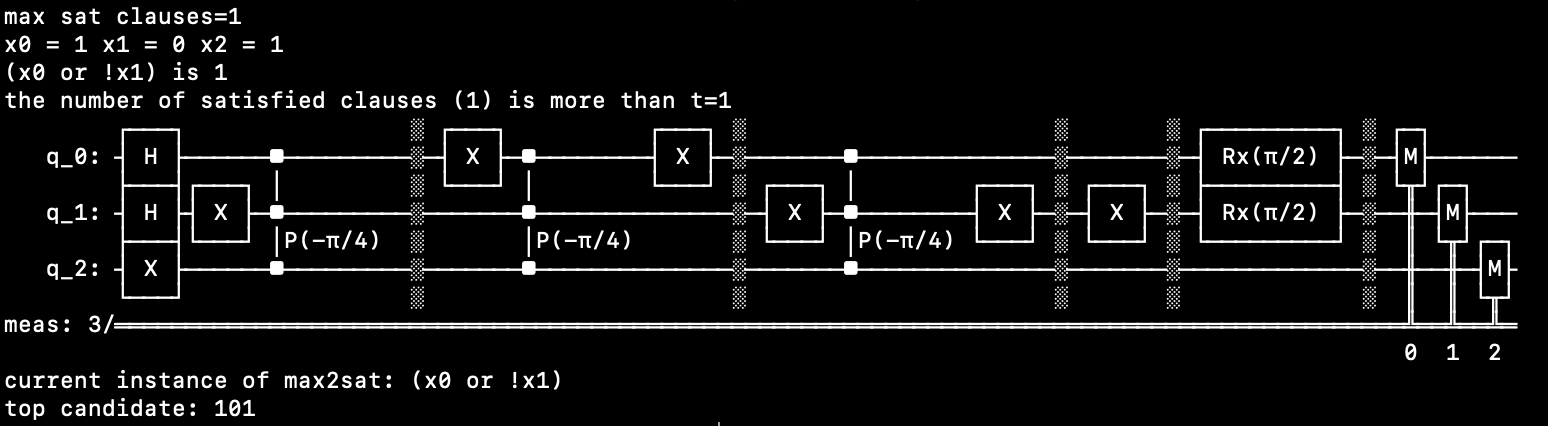 max sat clauses=1
x0 = 1 x1 = 0 x2 = 1
(x0 or !x1) is 1
the number of satisfied clauses (1) is more than t=1
q_0: H X X Rx(π/2) M
q_1: H X X X X Rx(π/2) M
P(-π/4) P(-π/4) P(-π/4)
q_2: X M
meas: 3/
0 1 2
current instance of max2sat: (x0 or !x1)
top candidate: 101